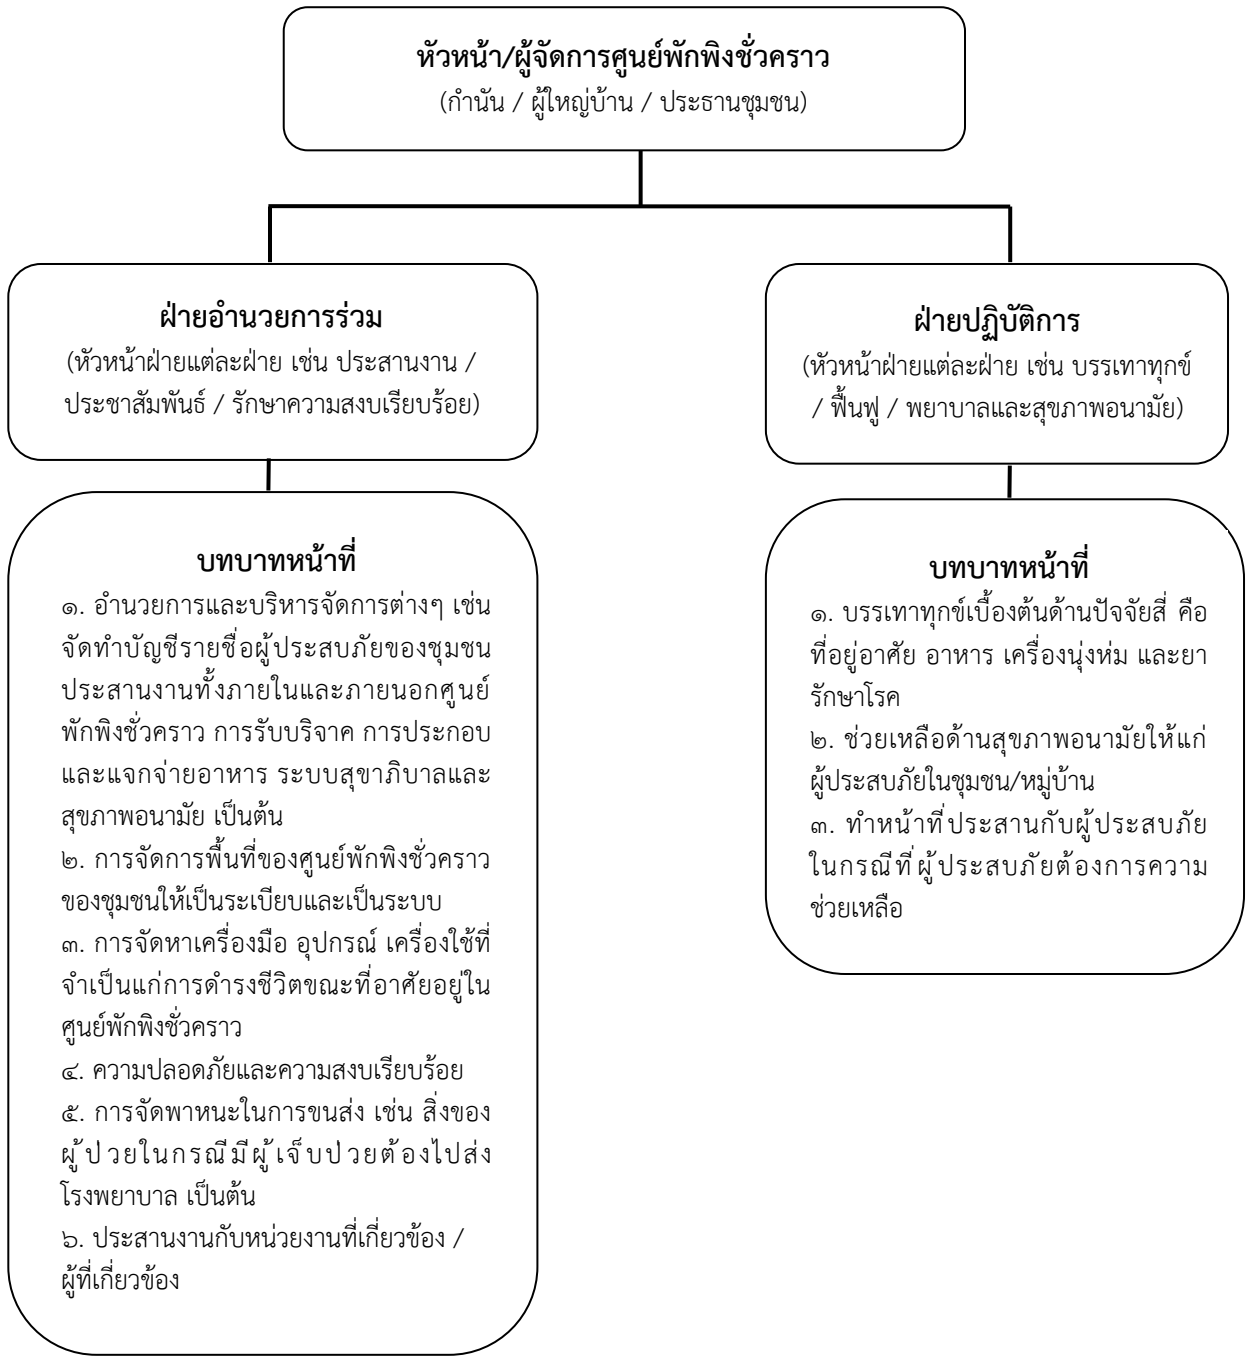 หัวหน้า/ผู้จัดการศูนย์พักพิงชั่วคราว
(กำนัน / ผู้ใหญ่บ้าน / ประธานชุมชน)
ฝ่ายอำนวยการร่วม
(หัวหน้าฝ่ายแต่ละฝ่าย เช่น ประสานงาน /
ประชาสัมพันธ์ / รักษาความสงบเรียบร้อย)
บทบาทหน้าที่
๑. อำนวยการและบริหารจัดการต่างๆ เช่น
จัดทำบัญชีรายชื่อผู้ประสบภัยของชุมชน
ประสานงานทั้งภายในและภายนอกศูนย์
พักพิงชั่วคราว การรับบริจาค การประกอบ
และแจกจ่ายอาหาร ระบบสุขาภิบาลและ
สุขภาพอนามัย เป็นต้น
๒. การจัดการพื้นที่ของศูนย์พักพิงชั่วคราว
ของชุมชนให้เป็นระเบียบและเป็นระบบ
๓. การจัดหาเครื่องมือ อุปกรณ์ เครื่องใช้ที่
จำเป็นแก่การดำรงชีวิตขณะที่อาศัยอยู่ใน
ศูนย์พักพิงชั่วคราว
๔. ความปลอดภัยและความสงบเรียบร้อย
๕. การจัดพาหนะในการขนส่ง เช่น สิ่งของ
ผู้ป่วยในกรณีมีผู้เจ็บป่วยต้องไปส่ง
โรงพยาบาล เป็นต้น
๖. ประสานงานกับหน่วยงานที่เกี่ยวข้อง /
ผู้ที่เกี่ยวข้อง
ฝ่ายปฏิบัติการ
(หัวหน้าฝ่ายแต่ละฝ่าย เช่น บรรเทาทุกข์
/ ฟื้นฟู / พยาบาลและสุขภาพอนามัย)
บทบาทหน้าที่
๑. บรรเทาทุกข์เบื้องต้นด้านปัจจัยสี่ คือ
ที่อยู่อาศัย อาหาร เครื่องนุ่งห่ม และยา
รักษาโรค
๒. ช่วยเหลือด้านสุขภาพอนามัยให้แก่
ผู้ประสบภัยในชุมชน/หมู่บ้าน
๓. ทำหน้าที่ประสานกับผู้ประสบภัย
ในกรณีที่ผู้ประสบภัยต้องการความ
ช่วยเหลือ